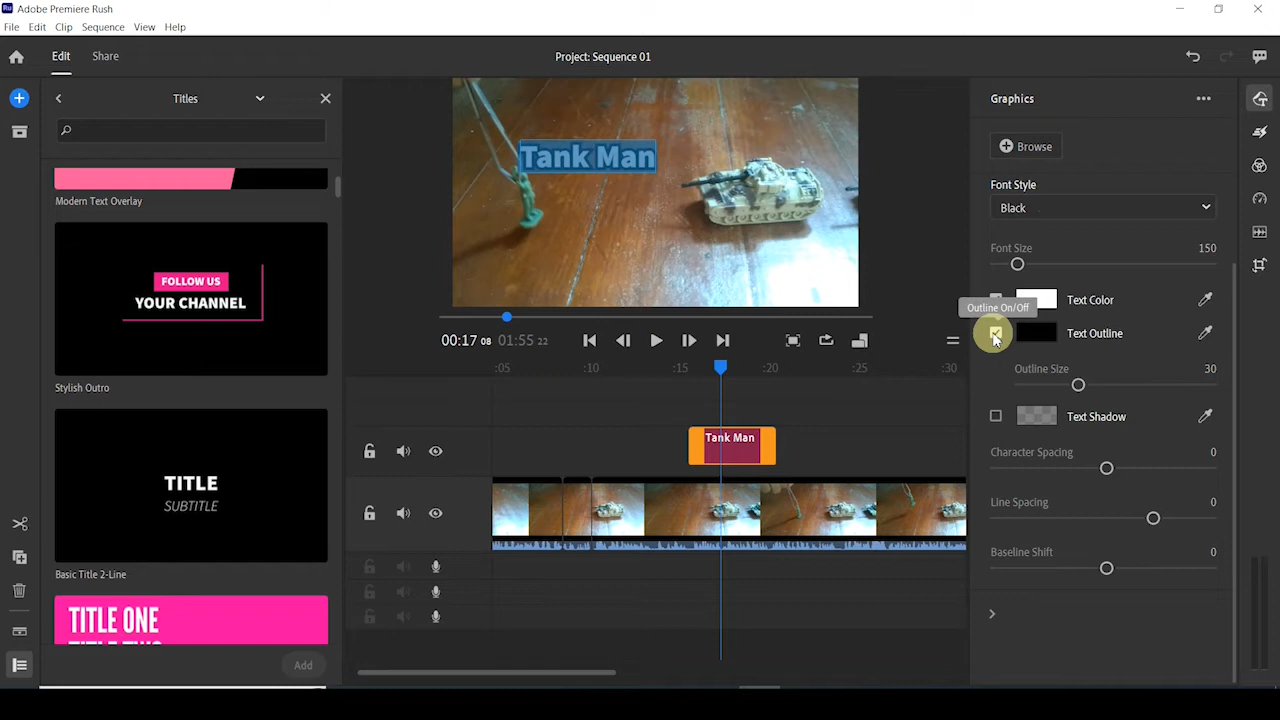 Ru Adobe Premiere Rush
File Edit Clip Sequence View Help
Edit Share Project: Sequence 01
Titles
Modern Text Overlay
FOLLOW US
YOUR CHANNEL
Stylish Outro
TITLE
SUBTITLE
Basic Title 2-Line
TITLE ONE
Add
Tank Man
00:17 08 01:55 22
:05 :10 :15 :20 :25 :30
Tank Man
Graphics
Browse
Font Style
Black
Font Size 150
Text Color
Outline On/Off
Text Outline
Outline Size 30
Text Shadow
Character Spacing 0
Line Spacing 0
Baseline Shift 0